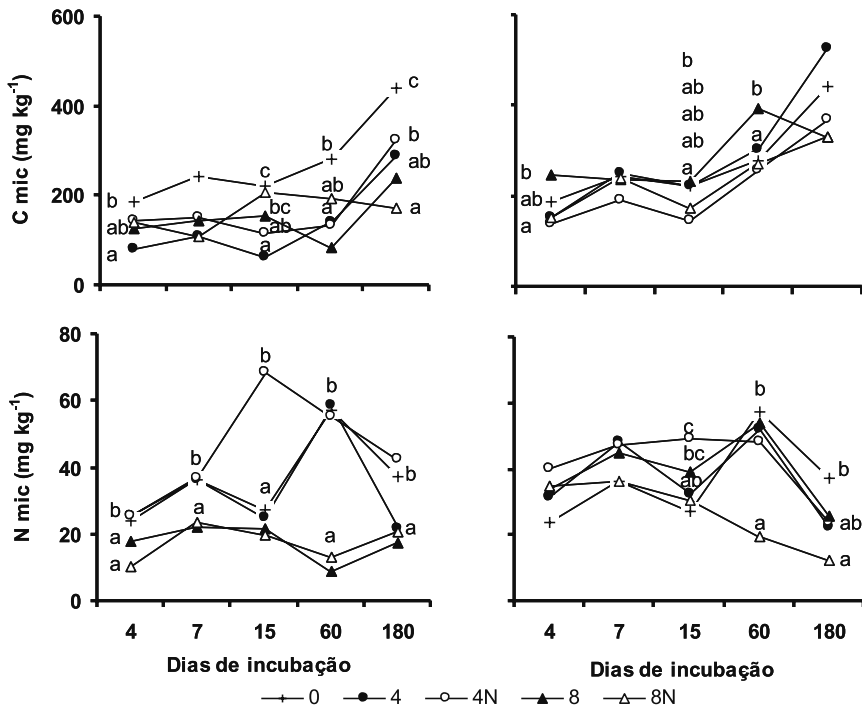 600
400
200
0
C mic (mg kg-1)
b
ab
a
c
bc
ab
a
b
ab
a
c
b
ab
a
b
ab
a
b
ab
ab
ab
a
b
a
80
60
40
20
0
N mic (mg kg-1)
b
a
a
b
a
b
a
b
a
b
a
c
bc
ab
b
a
b
ab
a
4 7 15 60 180
4 7 15 60 180
Dias de incubação
Dias de incubação
0 4 4N 8 8N